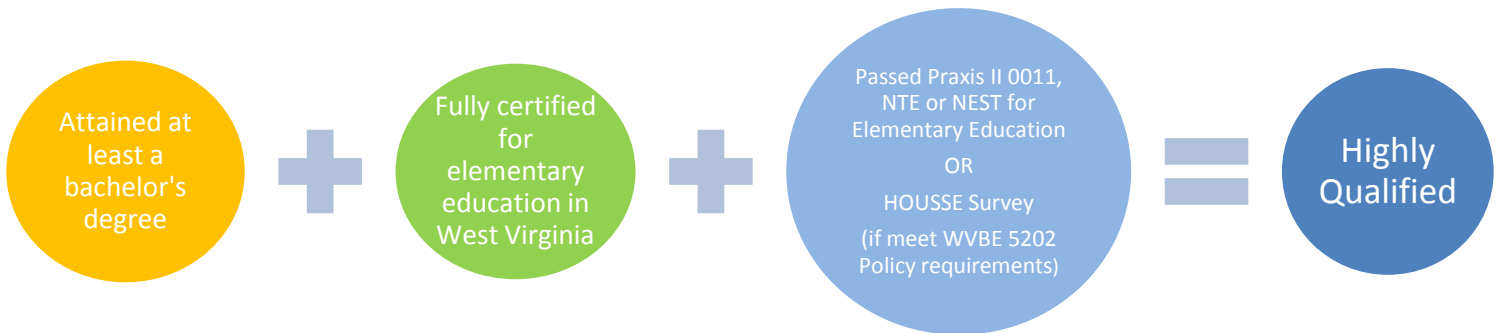 Attained at
least a
bachelor's
degree
Fully certified
for
elementary
education in
West Virginia
Passed Praxis II 0011,
NTE or NEST for
Elementary Education
OR
HOUSSE Survey
(if meet WVBE 5202
Policy requirements)
Highly
Qualified